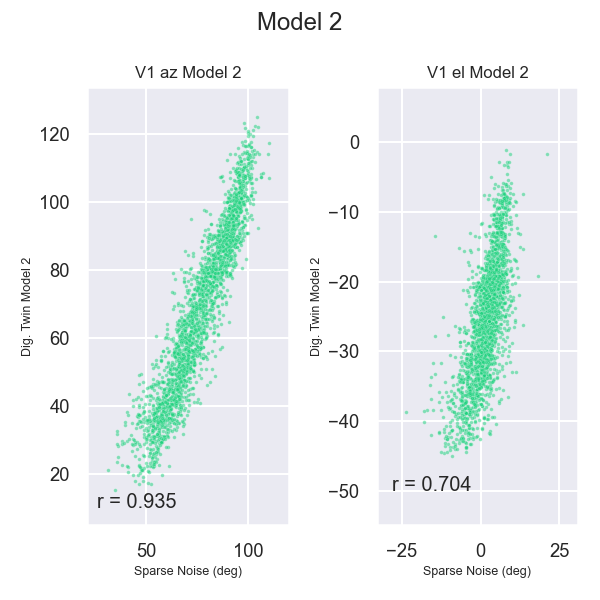 Model 2
V1 az Model 2
V1 el Model 2
120
100
80
60
40
20
Dig. Twin Model 2
r = 0.935
50
100
Sparse Noise (deg)
0
−10
−20
−30
−40
−50
Dig. Twin Model 2
r = 0.704
−25
0
25
Sparse Noise (deg)